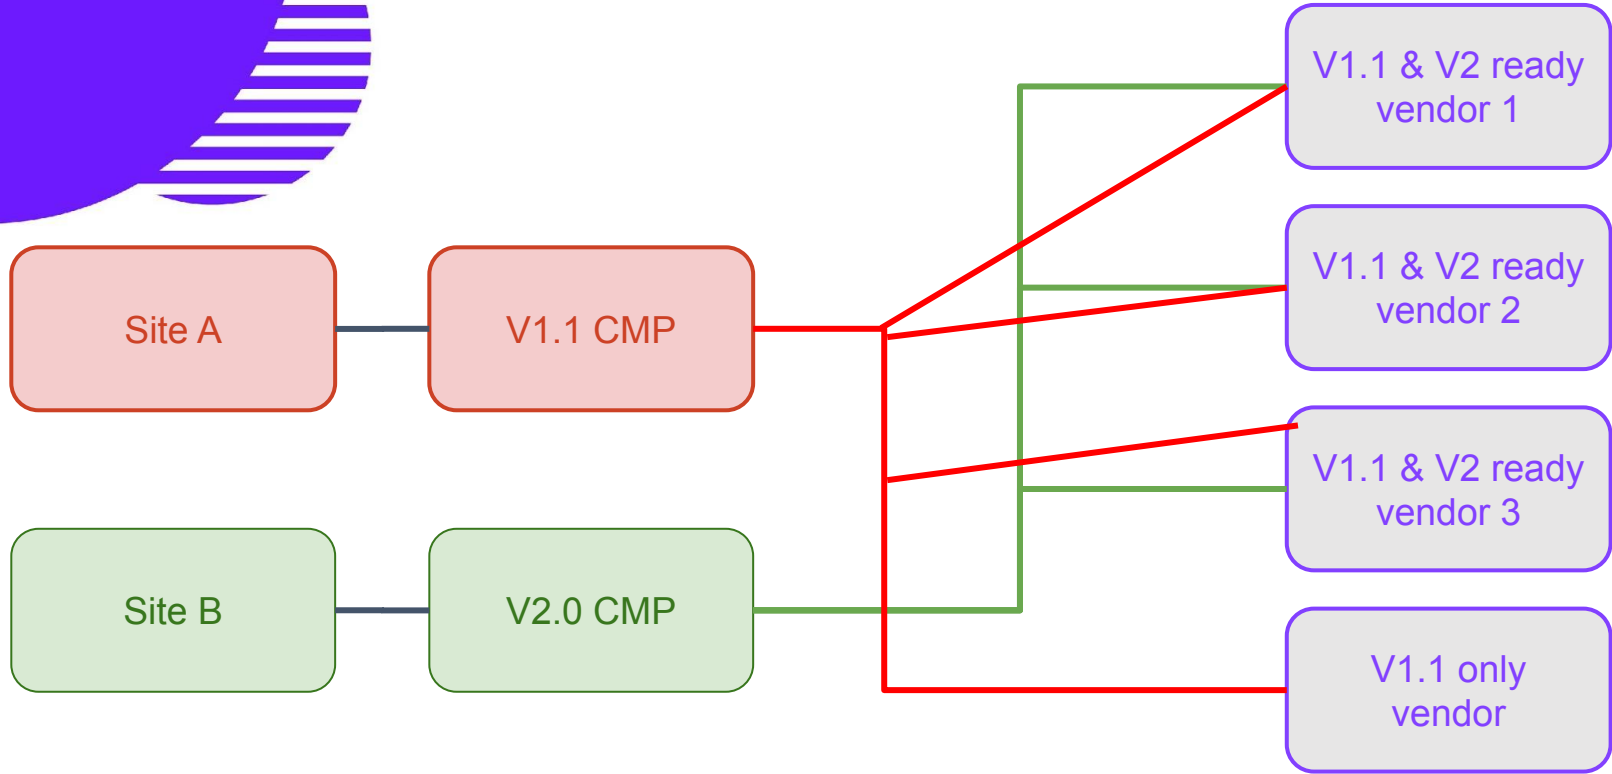 V1.1 & V2 ready
vendor 1
V1.1 & V2 ready
vendor 2
Site A
V1.1 CMP
V1.1 & V2 ready
vendor 3
Site B
V2.0 CMP
V1.1 only
vendor